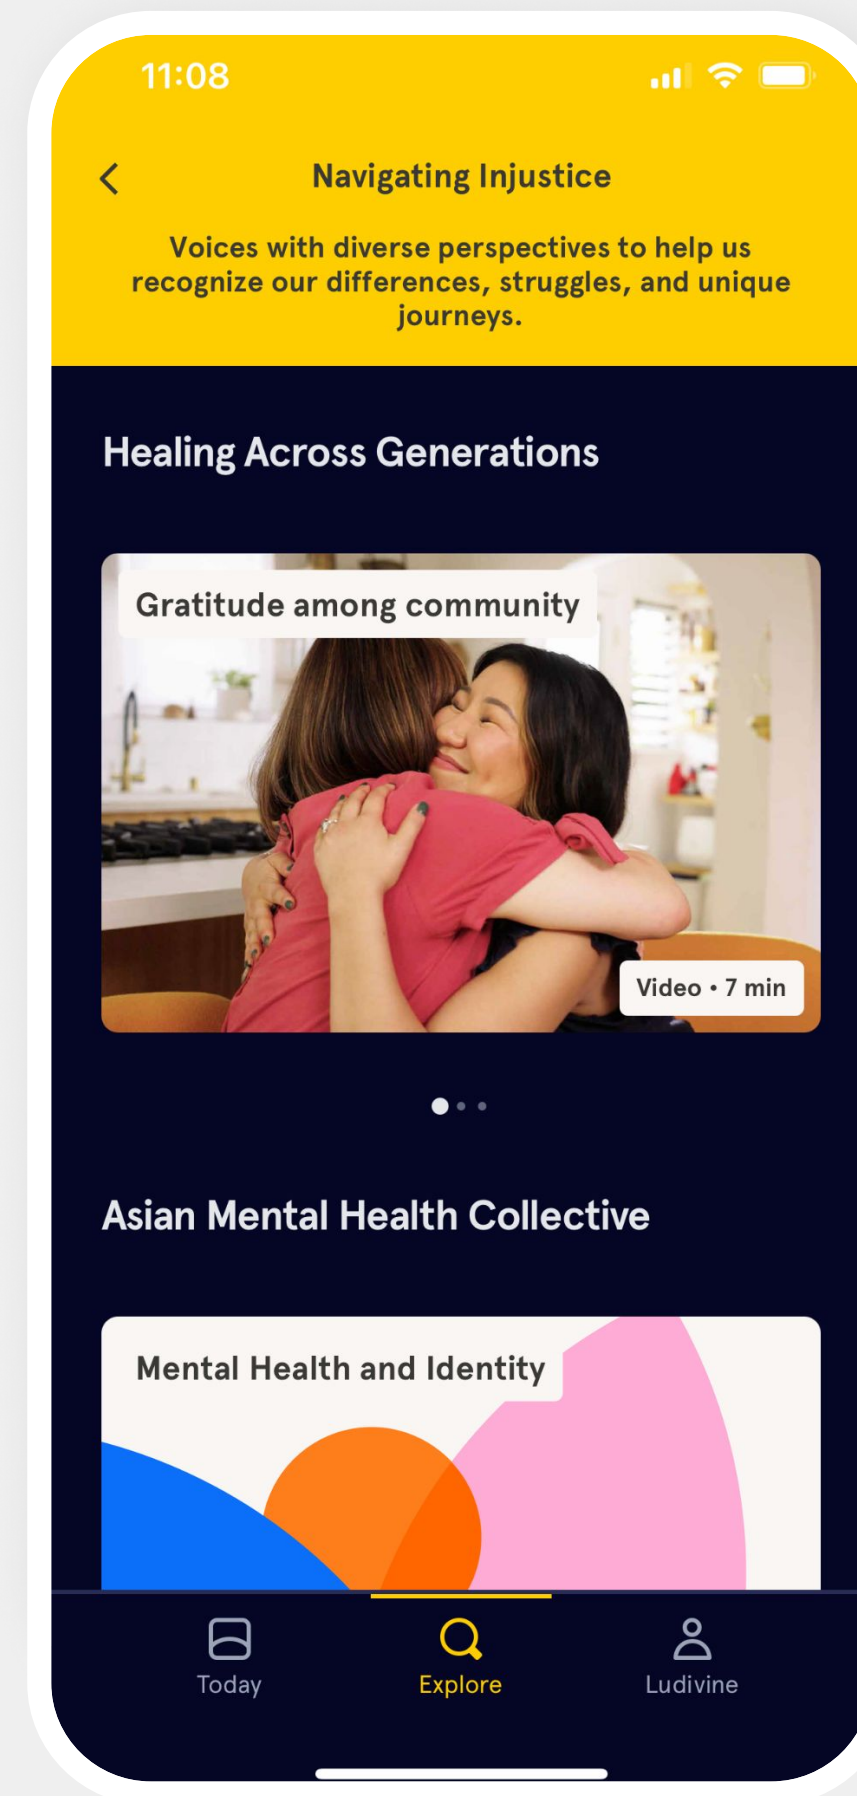 11:08
Navigating Injustice
Voices with diverse perspectives to help us
recognize our differences, struggles, and unique
journeys.
Healing Across Generations
Gratitude among community
Video • 7 min
Asian Mental Health Collective
Mental Health and Identity
Today
Explore
Ludivine